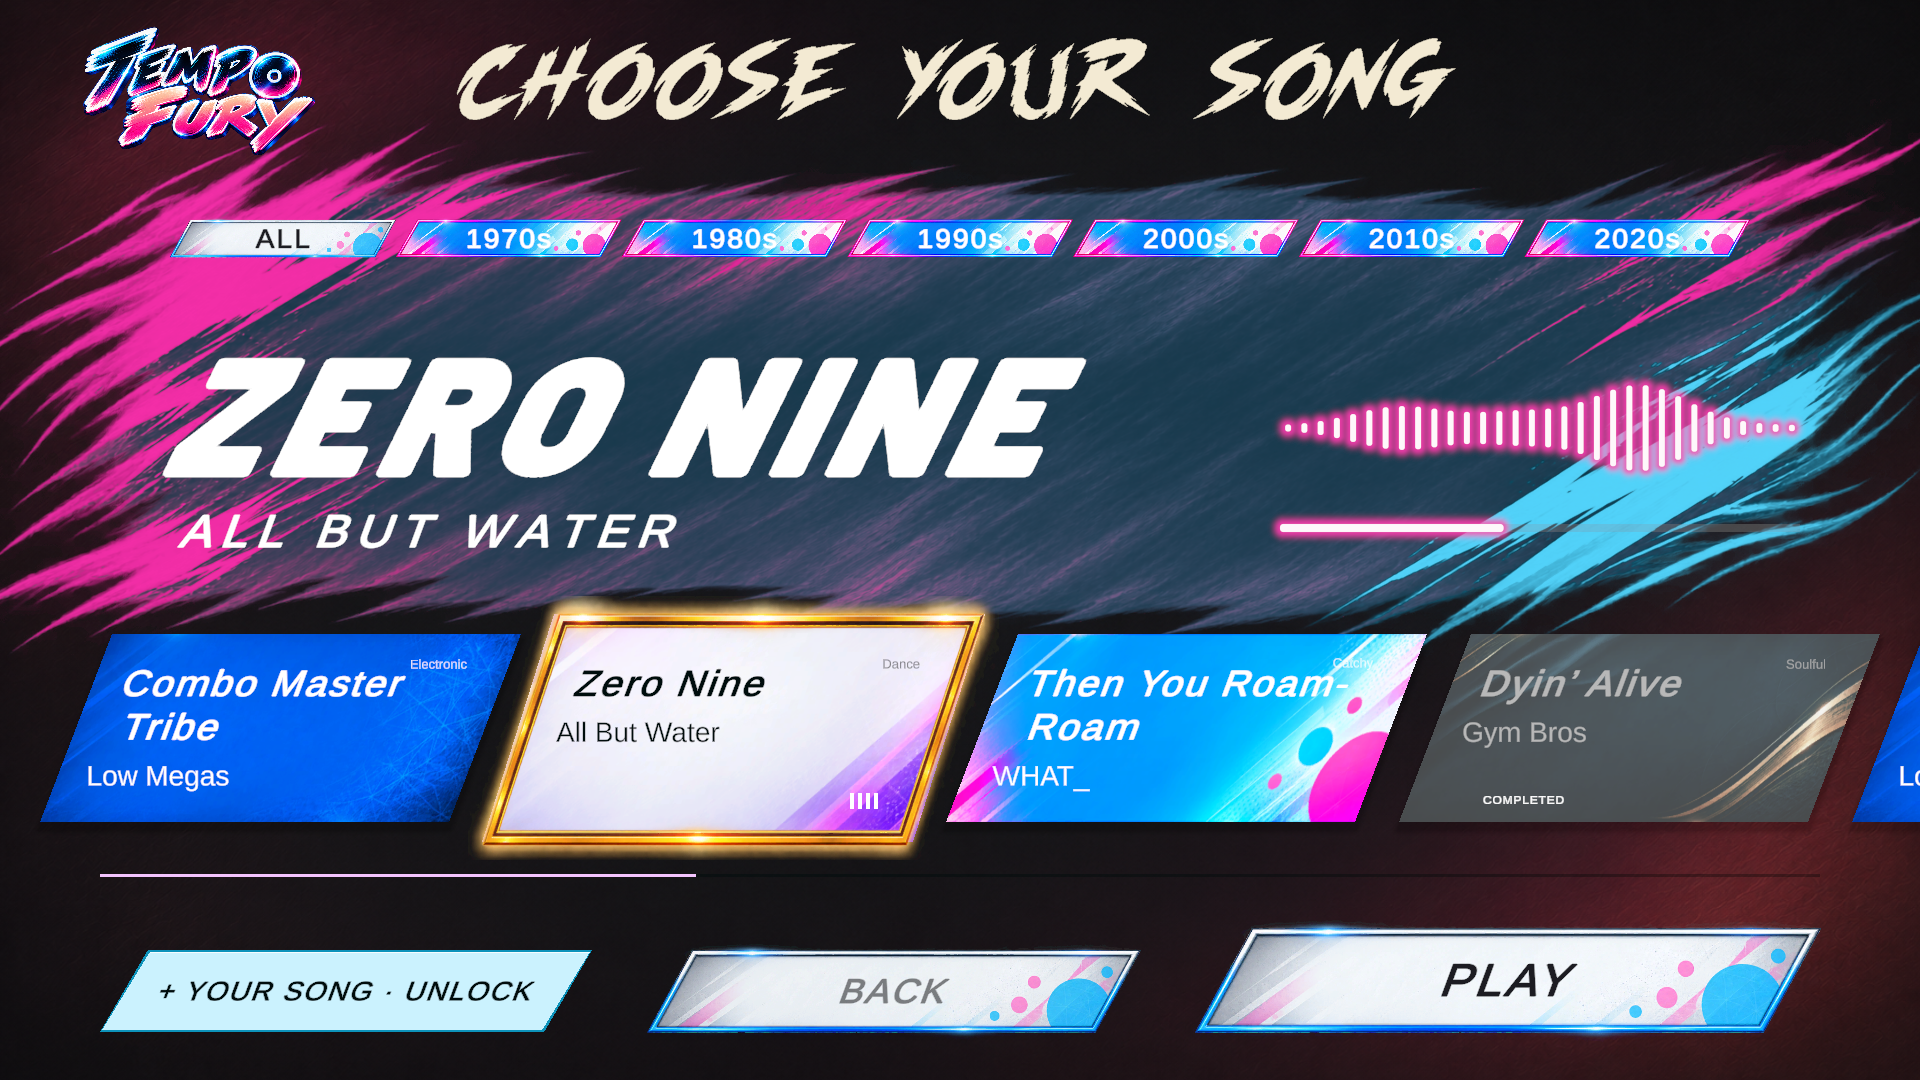 TEMPO
FURY
CHOOSE YOUR SONG
ALL
1970s
1980s
1990s
2000s
2010s
2020s
ZERO NINE
ALL BUT WATER
Combo Master
Tribe
Electronic
Low Megas
Zero Nine
Dance
All But Water
Then You Roam-
Roam
Catchy
WHAT_
Dyin’ Alive
Soulful
Gym Bros
COMPLETED
Lo
+ YOUR SONG · UNLOCK
BACK
PLAY